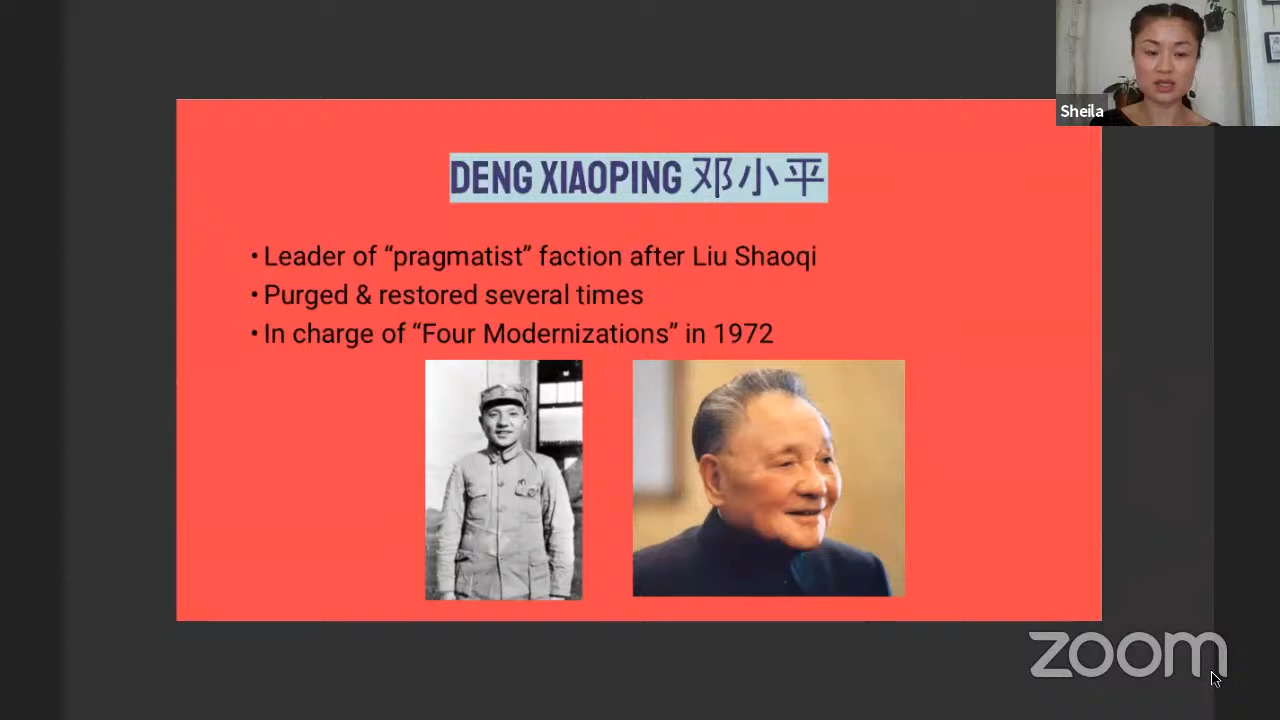 Sheila
DENG XIAOPING 邓小平
• Leader of “pragmatist” faction after Liu Shaoqi
• Purged & restored several times
• In charge of “Four Modernizations” in 1972
zoom